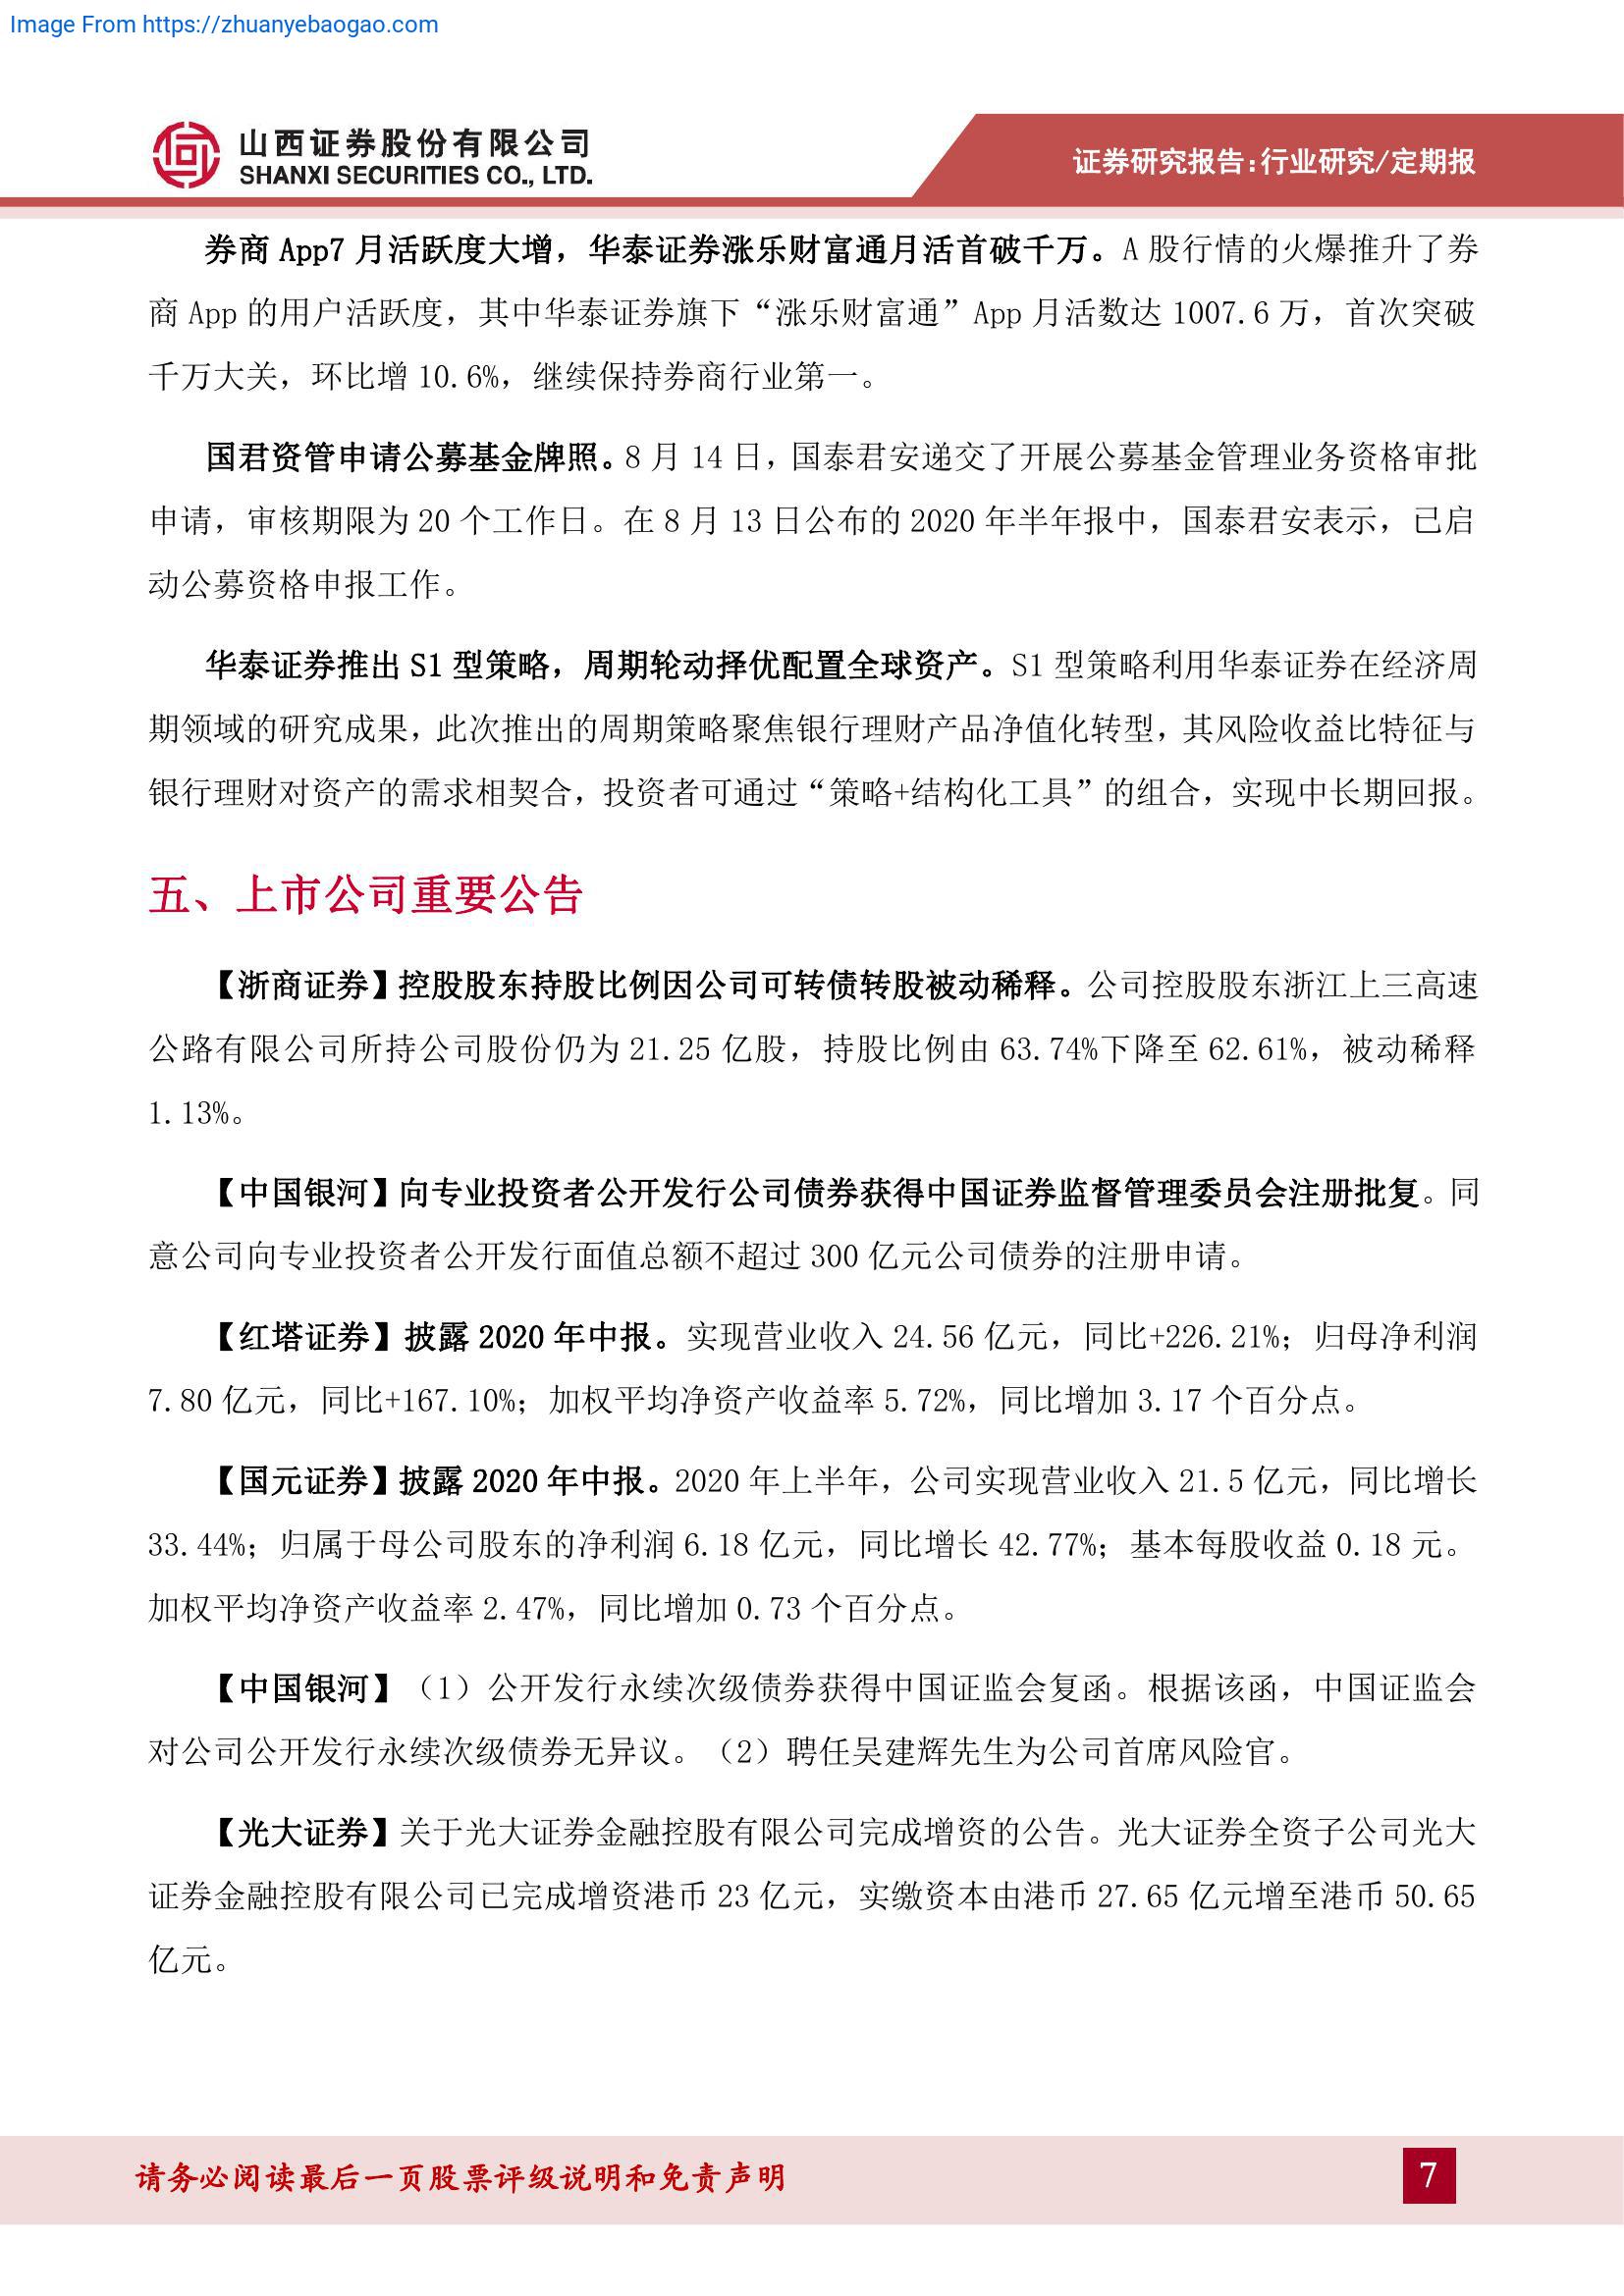 Image From https://zhuanyebaogao.com
山西证券股份有限公司
SHANXI SECURITIES CO., LTD.
证券研究报告:行业研究/定期报
券商 App7 月活跃度大增，华泰证券涨乐财富通月活首破千万。A 股行情的火爆推升了券
商 App 的用户活跃度，其中华泰证券旗下“涨乐财富通”App 月活数达 1007.6 万，首次突破
千万大关，环比增 10.6%，继续保持券商行业第一。
国君资管申请公募基金牌照。8 月 14 日，国泰君安递交了开展公募基金管理业务资格审批
申请，审核期限为 20 个工作日。在 8 月 13 日公布的 2020 年半年报中，国泰君安表示，已启
动公募资格申报工作。
华泰证券推出 S1 型策略，周期轮动择优配置全球资产。S1 型策略利用华泰证券在经济周
期领域的研究成果，此次推出的周期策略聚焦银行理财产品净值化转型，其风险收益比特征与
银行理财对资产的需求相契合，投资者可通过“策略+结构化工具”的组合，实现中长期回报。
五、上市公司重要公告
【浙商证券】控股股东持股比例因公司可转债转股被动稀释。公司控股股东浙江上三高速
公路有限公司所持公司股份仍为 21.25 亿股，持股比例由 63.74%下降至 62.61%，被动稀释
1.13%。
【中国银河】向专业投资者公开发行公司债券获得中国证券监督管理委员会注册批复。同
意公司向专业投资者公开发行面值总额不超过 300 亿元公司债券的注册申请。
【红塔证券】披露 2020 年中报。实现营业收入 24.56 亿元，同比+226.21%；归母净利润
7.80 亿元，同比+167.10%；加权平均净资产收益率 5.72%，同比增加 3.17 个百分点。
【国元证券】披露 2020 年中报。2020 年上半年，公司实现营业收入 21.5 亿元，同比增长
33.44%；归属于母公司股东的净利润 6.18 亿元，同比增长 42.77%；基本每股收益 0.18 元。
加权平均净资产收益率 2.47%，同比增加 0.73 个百分点。
【中国银河】（1）公开发行永续次级债券获得中国证监会复函。根据该函，中国证监会
对公司公开发行永续次级债券无异议。（2）聘任吴建辉先生为公司首席风险官。
【光大证券】关于光大证券金融控股有限公司完成增资的公告。光大证券全资子公司光大
证券金融控股有限公司已完成增资港币 23 亿元，实缴资本由港币 27.65 亿元增至港币 50.65
亿元。
请务必阅读最后一页股票评级说明和免责声明
7